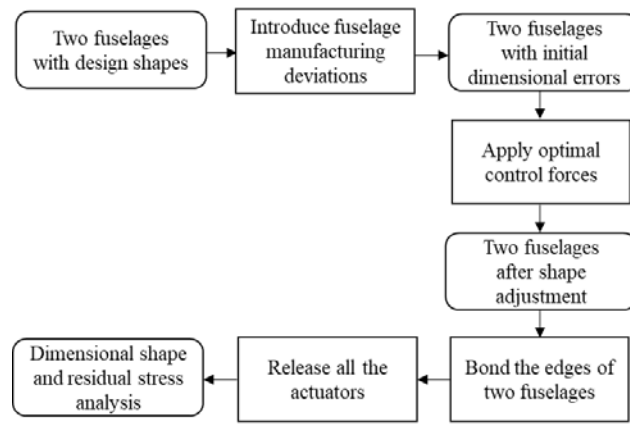 Two fuselages
with design shapes
Introduce fuselage
manufacturing
deviations
Two fuselages
with initial
dimensional errors
Apply optimal
control forces
Two fuselages
after shape
adjustment
Bond the edges of
two fuselages
Release all the
actuators
Dimensional shape
and residual stress
analysis